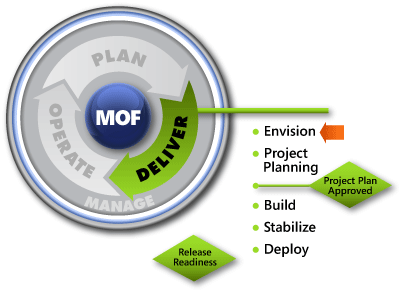 PLAN
OPERATE
MOF
DELIVER
MANAGE
Envision
Project
Planning
Project Plan
Approved
Build
Stabilize
Deploy
Release
Readiness